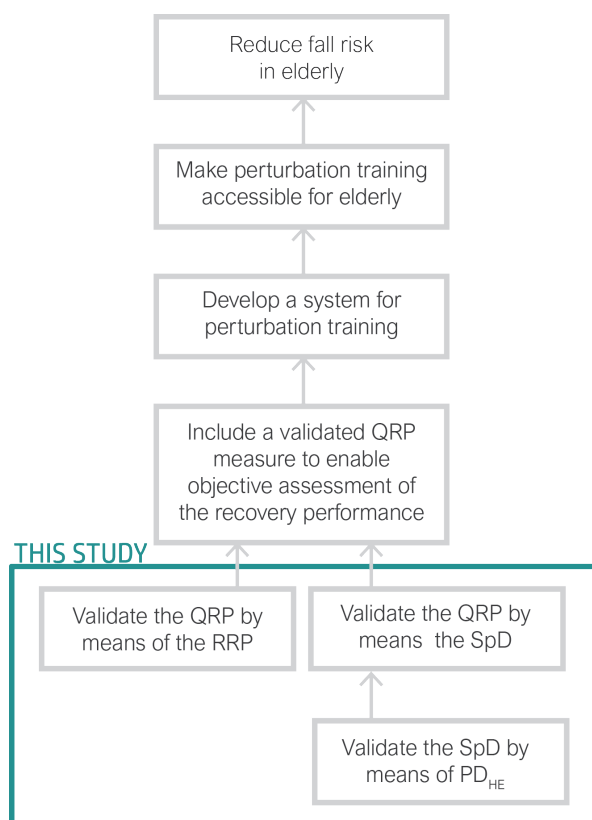 Reduce fall risk
in elderly
Make perturbation training
accessible for elderly
Develop a system for
perturbation training
Include a validated QRP
measure to enable
objective assessment of
the recovery performance
THIS STUDY
Validate the QRP by
means of the RRP
Validate the QRP by
means the SpD
Validate the SpD by
means of PD_HE